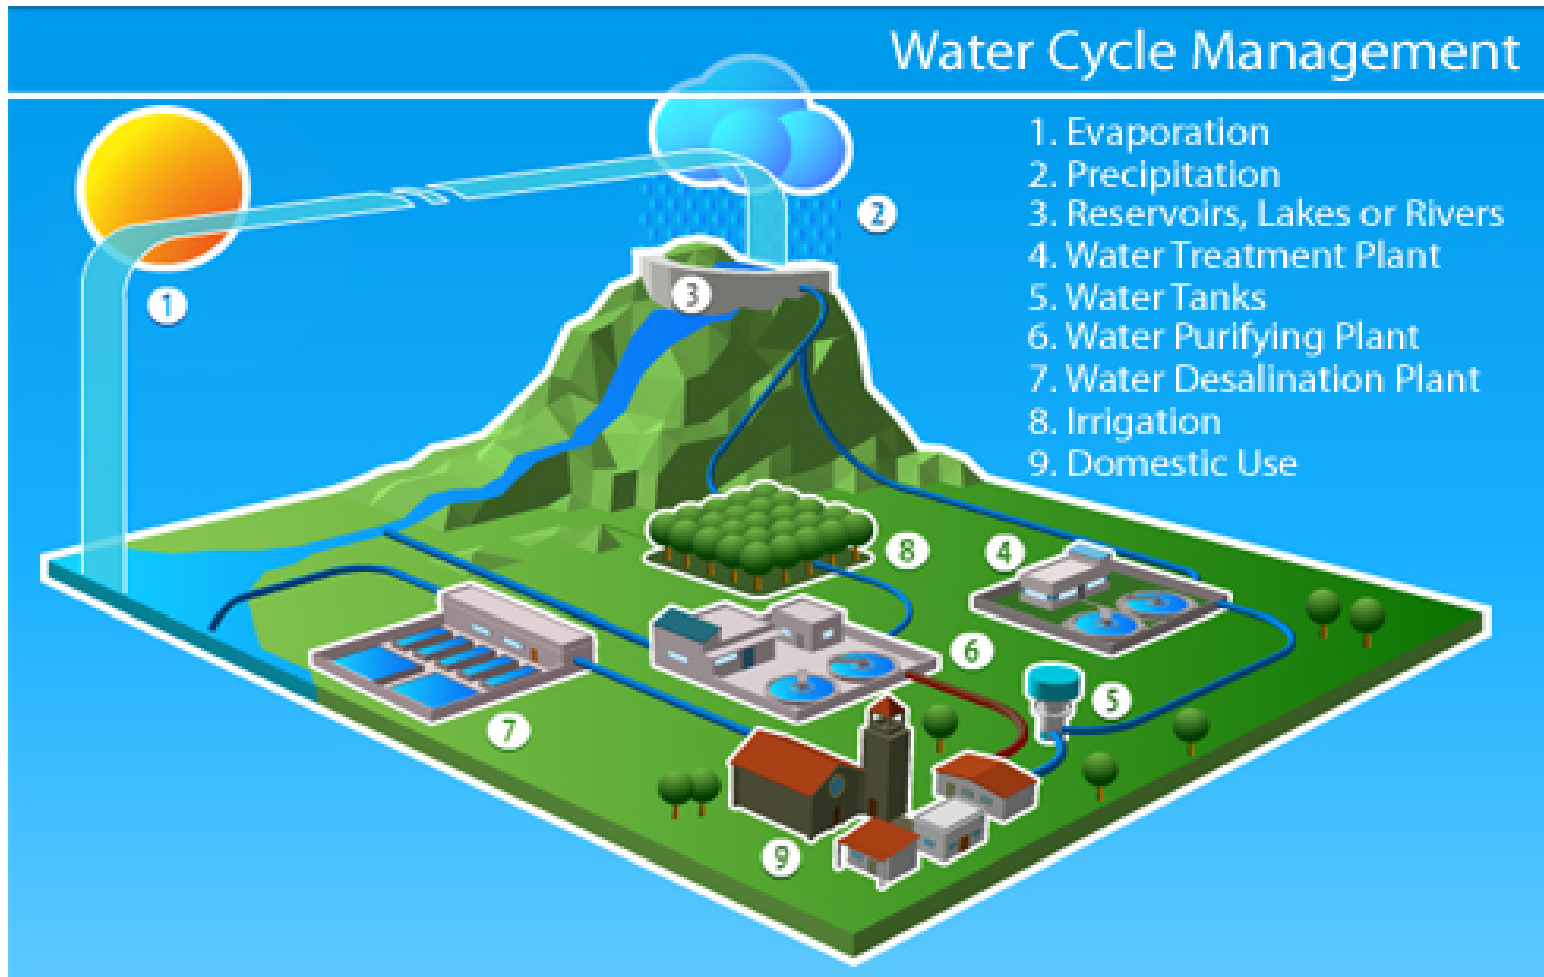 Water Cycle Management
1. Evaporation
2. Precipitation
3. Reservoirs, Lakes or Rivers
4. Water Treatment Plant
5. Water Tanks
6. Water Purifying Plant
7. Water Desalination Plant
8. Irrigation
9. Domestic Use
1
2
3
8
4
6
5
7
9